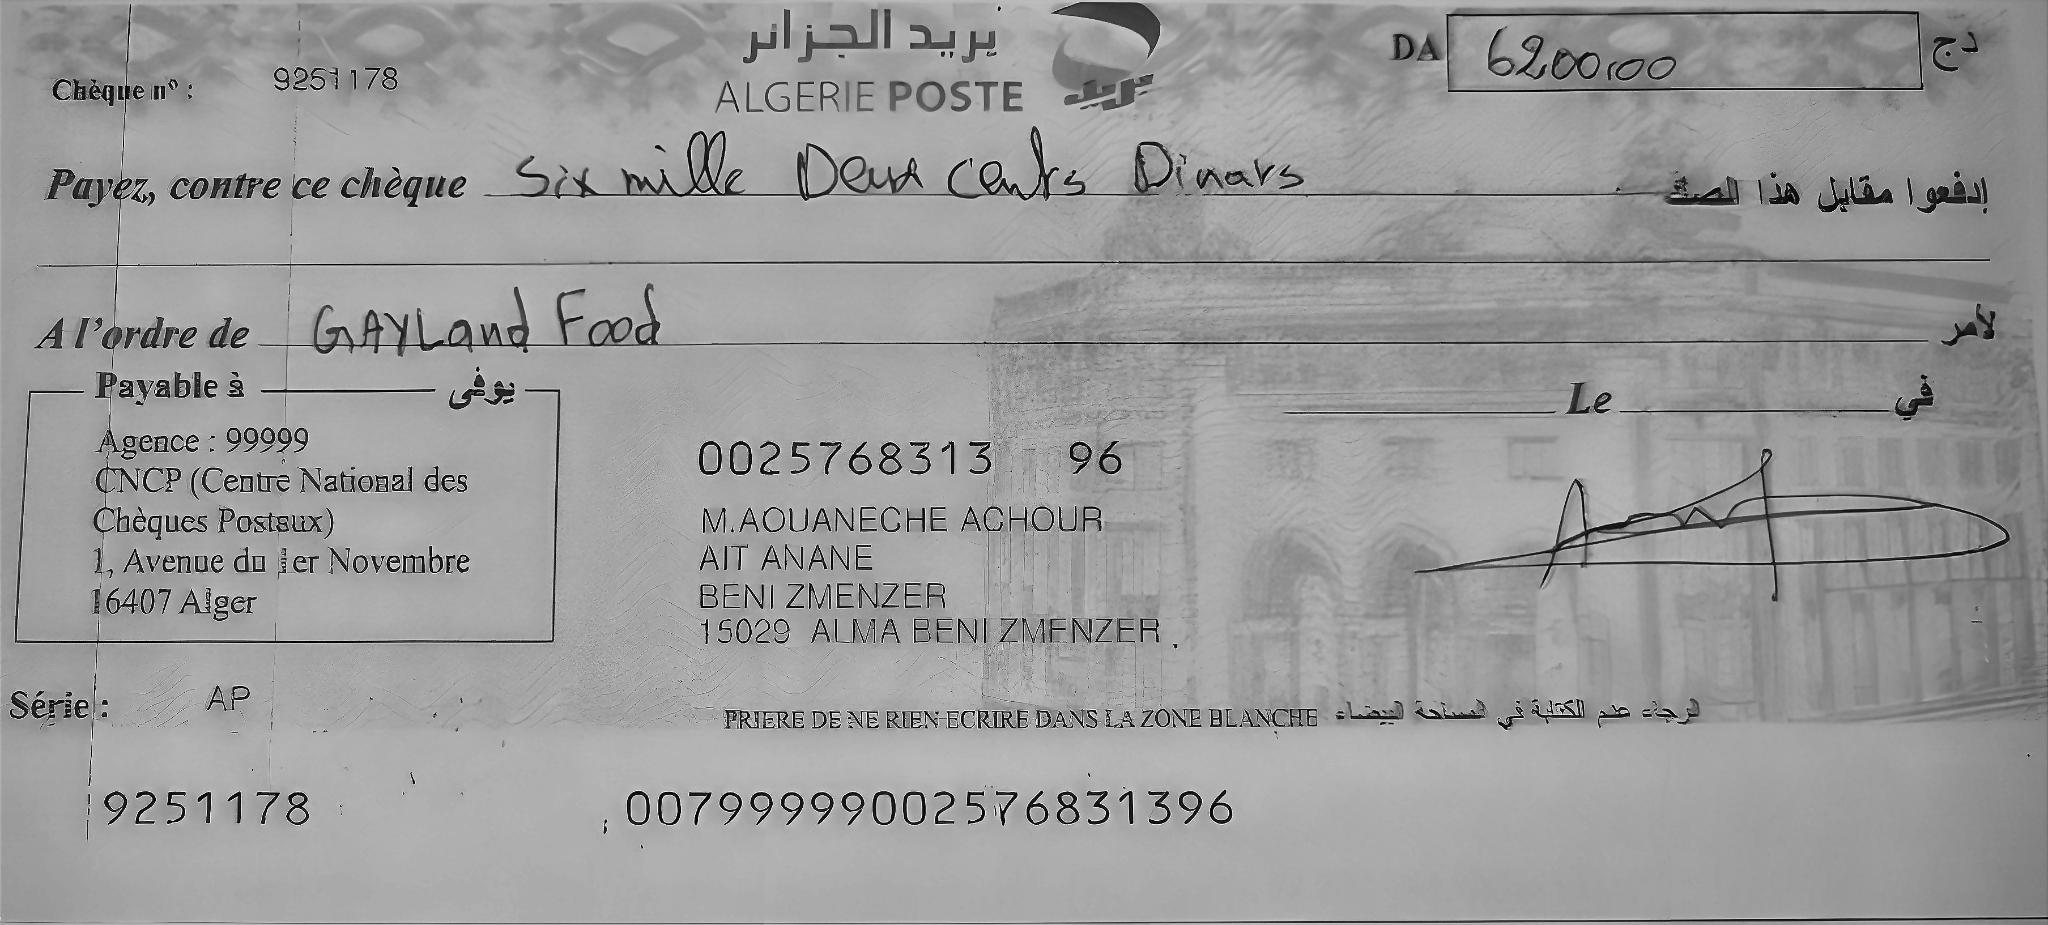 بريد الجزائر
ALGERIE POSTE
بريد
DA 6200,00 دج
Chèque n° : 9251178
Payez, contre ce chèque Six mille Deux cents Dinars إدفعوا مقابل هذا الصك
A l'ordre de GAYLand Food لأمر
Payable à يوفى
Le في
Agence : 99999
CNCP (Centre National des
Chèques Postaux)
1, Avenue du 1er Novembre
16407 Alger
0025768313 96
M.AOUANECHE ACHOUR
AIT ANANE
BENI ZMENZER
15029 ALMA BENI ZMENZER
Série : AP
PRIERE DE NE RIEN ECRIRE DANS LA ZONE BLANCHE الرجاء عدم الكتابة في المساحة البيضاء
9251178 00799999002576831396